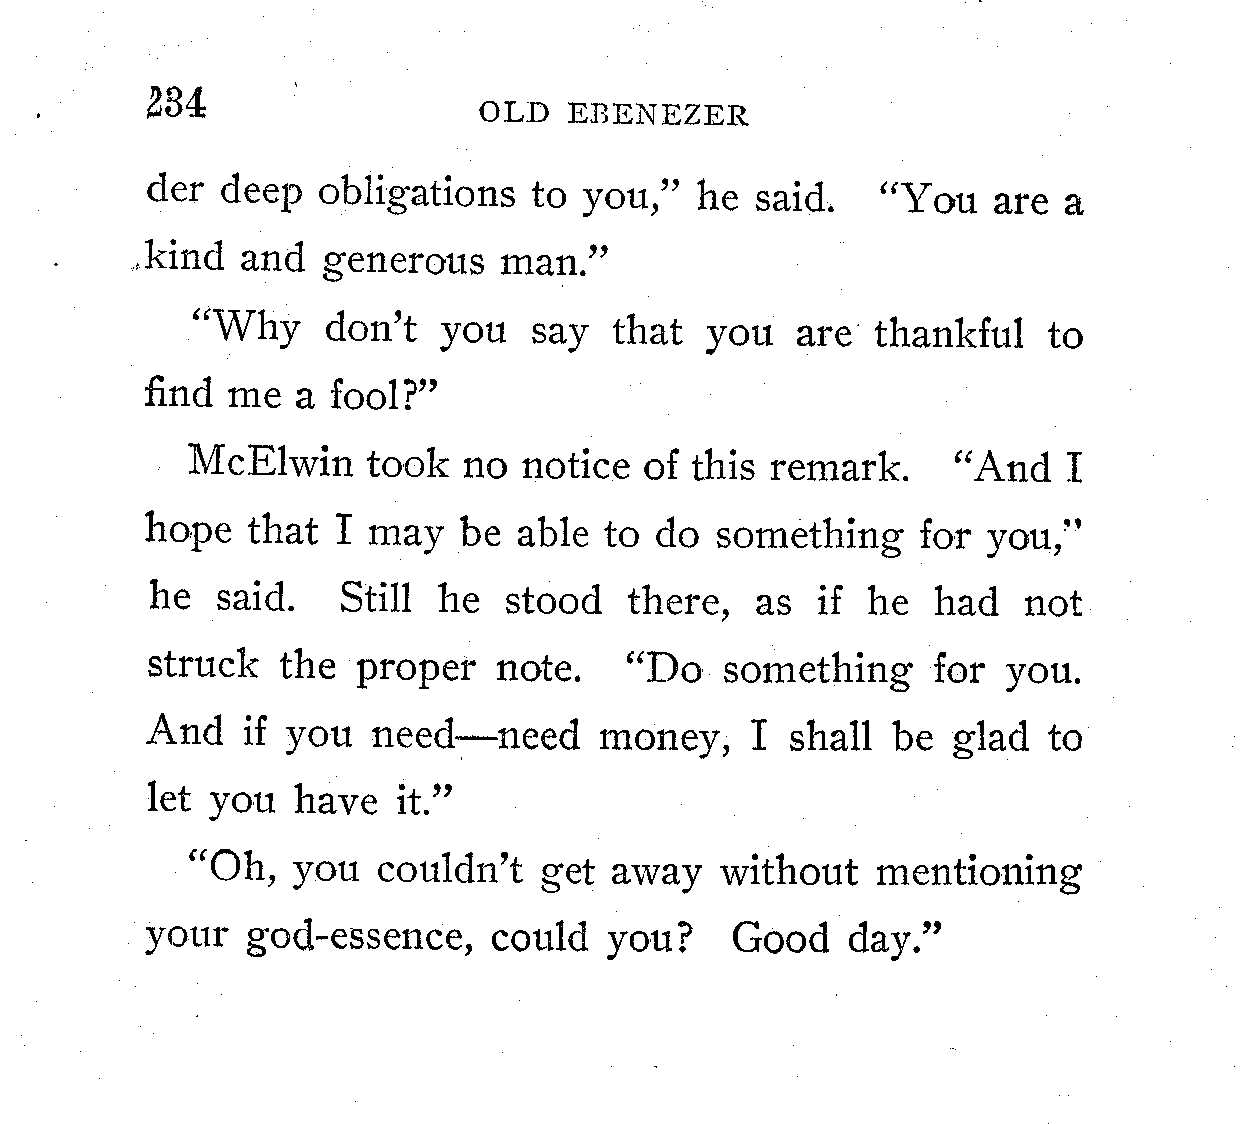 234
OLD EBENEZER
der deep obligations to you,” he said. “You are a
kind and generous man.”
“Why don’t you say that you are thankful to
find me a fool?”
McElwin took no notice of this remark. “And I
hope that I may be able to do something for you,”
he said. Still he stood there, as if he had not
struck the proper note. “Do something for you.
And if you need—need money, I shall be glad to
let you have it.”
“Oh, you couldn’t get away without mentioning
your god-essence, could you? Good day.”